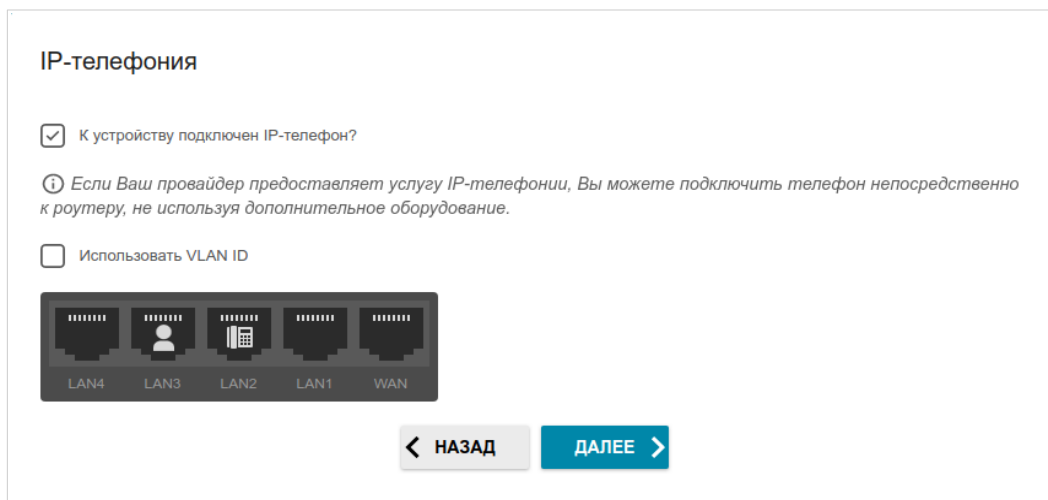 IP-телефония
К устройству подключен IP-телефон?
Если Ваш провайдер предоставляет услугу IP-телефонии, Вы можете подключить телефон непосредственно
к роутеру, не используя дополнительное оборудование.
Использовать VLAN ID
LAN4 LAN3 LAN2 LAN1 WAN
НАЗАД ДАЛЕЕ